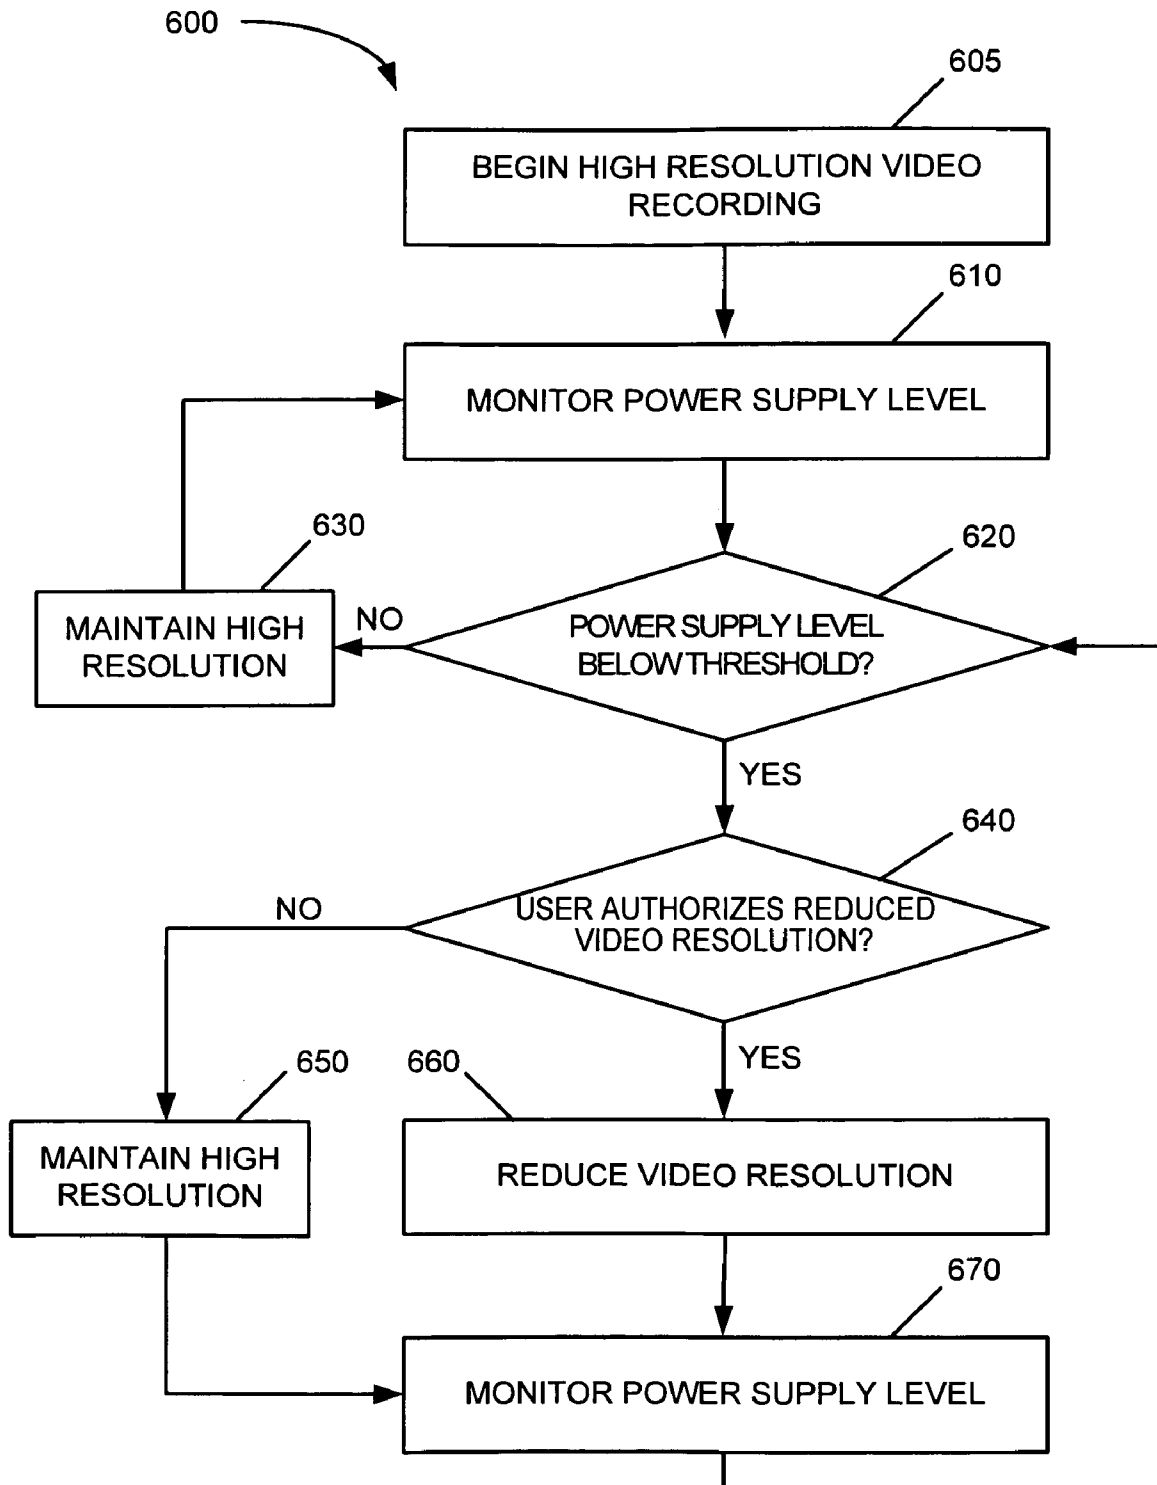 600
605
BEGIN HIGH RESOLUTION VIDEO
RECORDING
610
MONITOR POWER SUPPLY LEVEL
630
620
MAINTAIN HIGH
RESOLUTION
NO
POWER SUPPLY LEVEL
BELOW THRESHOLD?
YES
640
NO
USER AUTHORIZES REDUCED
VIDEO RESOLUTION?
YES
650
660
MAINTAIN HIGH
RESOLUTION
REDUCE VIDEO RESOLUTION
670
MONITOR POWER SUPPLY LEVEL